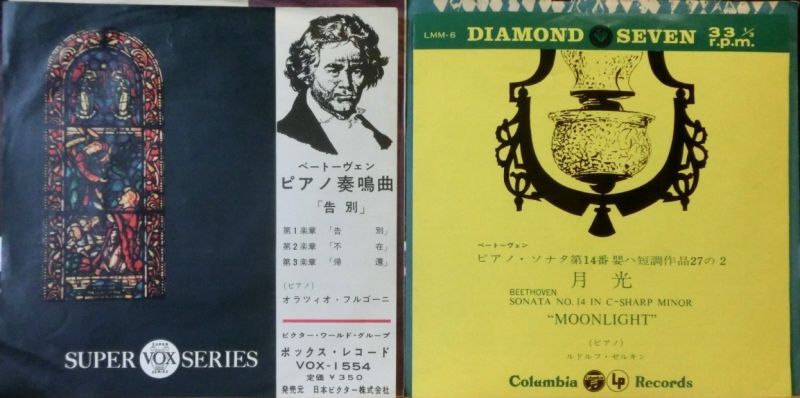 ベートーヴェン
ピアノ奏鳴曲
「告別」
第1楽章 「告 別」
第2楽章 「不 在」
第3楽章 「帰 還」
(ピアノ)
オラツィオ・フルゴーニ
ビクター・ワールド・グループ
ボックス・レコード
VOX-1554
定価 ¥350
発売元 日本ビクター株式会社
SUPER VOX SERIES
LMM-6 DIAMOND SEVEN 33 1/3 r.p.m.
ベートーヴェン
ピアノ・ソナタ第14番嬰ハ短調作品27の2
月光
BEETHOVEN
SONATA NO. 14 IN C-SHARP MINOR
"MOONLIGHT"
(ピアノ)
ルドルフ・ゼルキン
Columbia LP Records